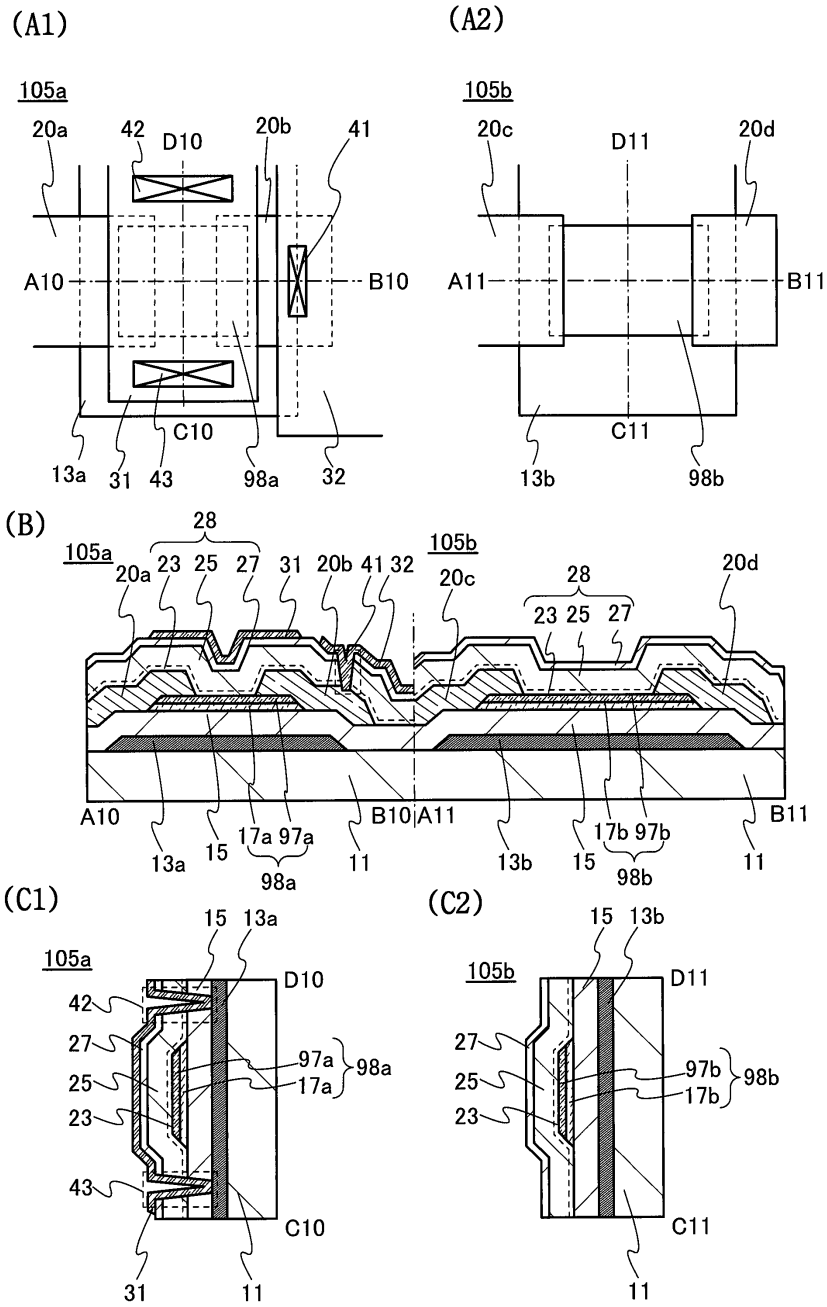 (A1)
(A2)
105a
105b
20a
42
D10
20b
41
20c
D11
20d
A10
B10
A11
B11
13a
31
43
C10
98a
32
13b
C11
98b
(B)
105a
28
105b
20a
23
25
27
31
20b
41
32
20c
28
20d
23
25
27
A10
B10
A11
B11
13a
15
17a
97a
98a
11
13b
15
17b
97b
98b
11
(C1)
(C2)
105a
15
13a
D10
42
27
25
23
43
97a
17a
98a
31
C10
11
105b
15
13b
D11
27
25
23
97b
17b
98b
C11
11